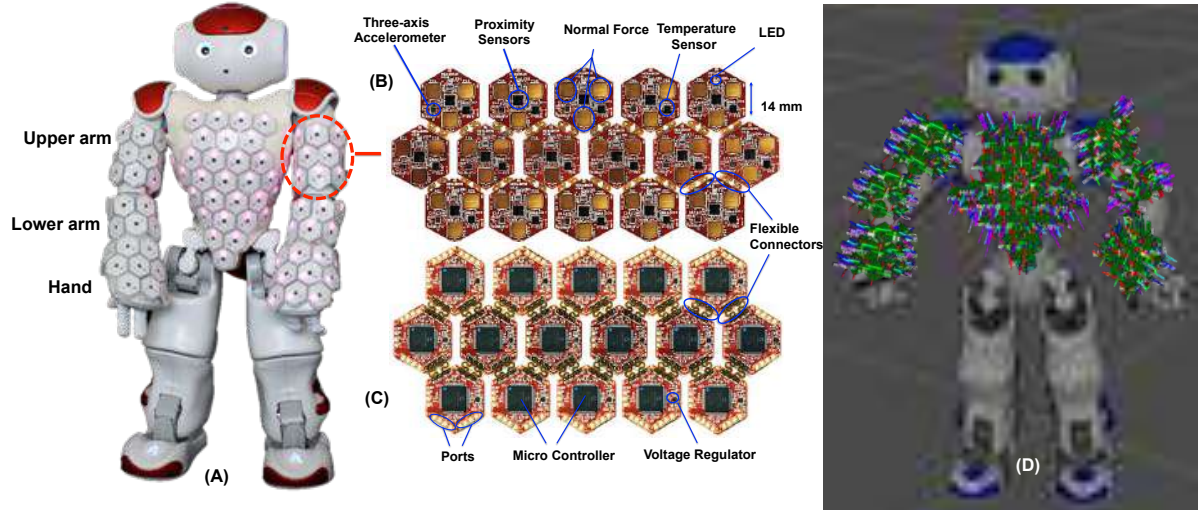 Three-axis
Accelerometer
Proximity
Sensors
Normal Force
Temperature
Sensor
LED
(B)
14 mm
Upper arm
Lower arm
Hand
Flexible
Connectors
(C)
Ports
Micro Controller
Voltage Regulator
(A)
(D)